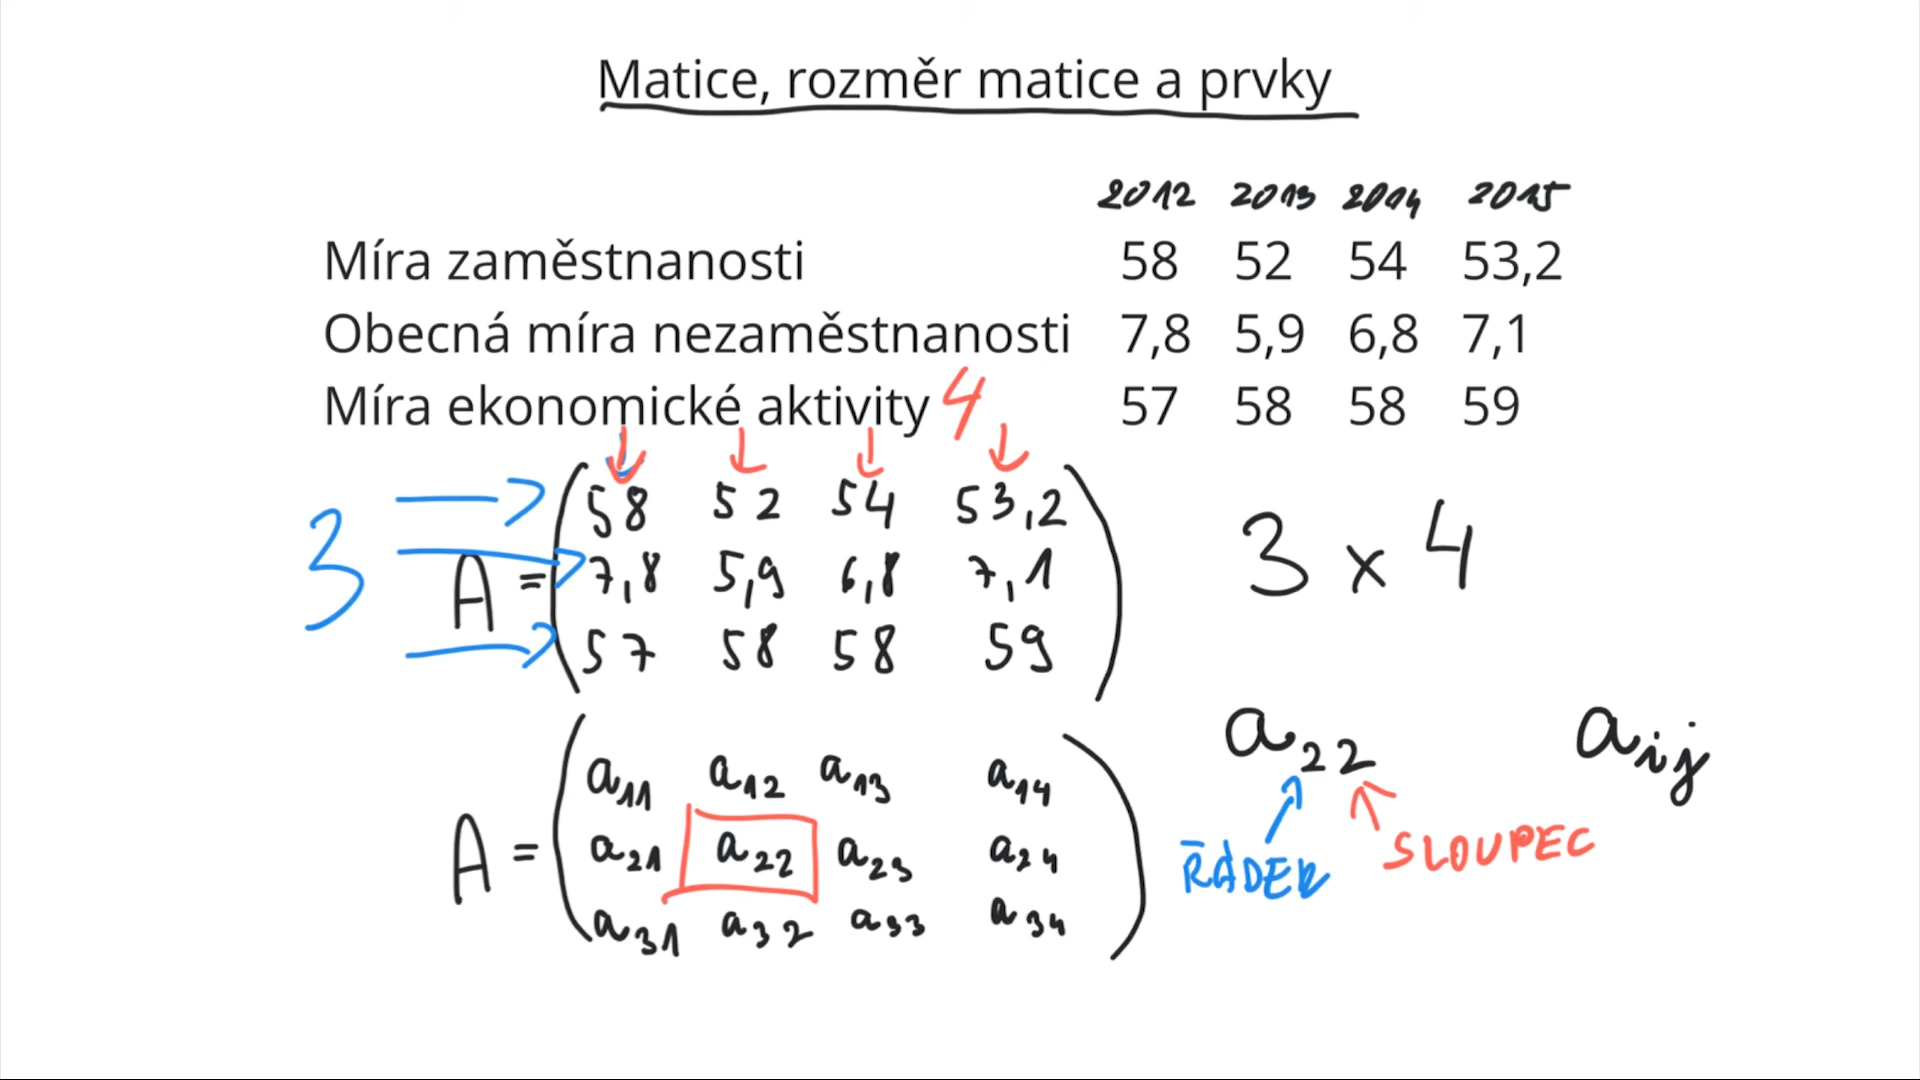 Matice, rozměr matice a prvky
2012 2013 2014 2015
Míra zaměstnanosti 58 52 54 53,2
Obecná míra nezaměstnanosti 7,8 5,9 6,8 7,1
Míra ekonomické aktivity 57 58 58 59
4
3
A = ( 58 52 54 53,2
7,8 5,9 6,8 7,1
57 58 58 59 )
3 x 4
A = ( a11 a12 a13 a14
a21 a22 a23 a24
a31 a32 a33 a34 )
a22 aij
ŘÁDEK SLOUPEC